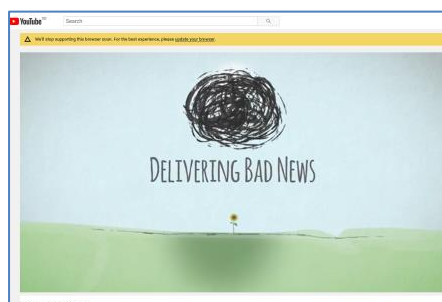 YouTube
Search
We'll stop supporting this browser soon. For the best experience, please update your browser.
DELIVERING BAD NEWS